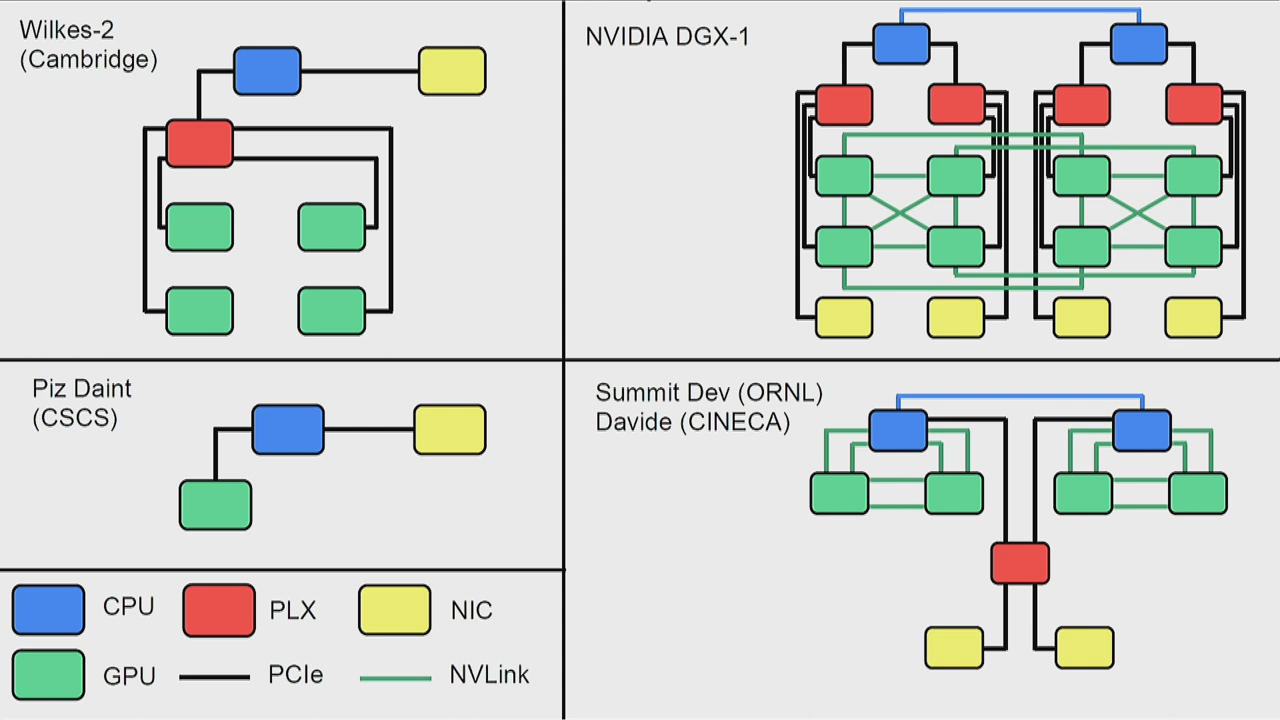 Wilkes-2
(Cambridge)
NVIDIA DGX-1
Piz Daint
(CSCS)
Summit Dev (ORNL)
Davide (CINECA)
CPU
PLX
NIC
GPU
PCIe
NVLink